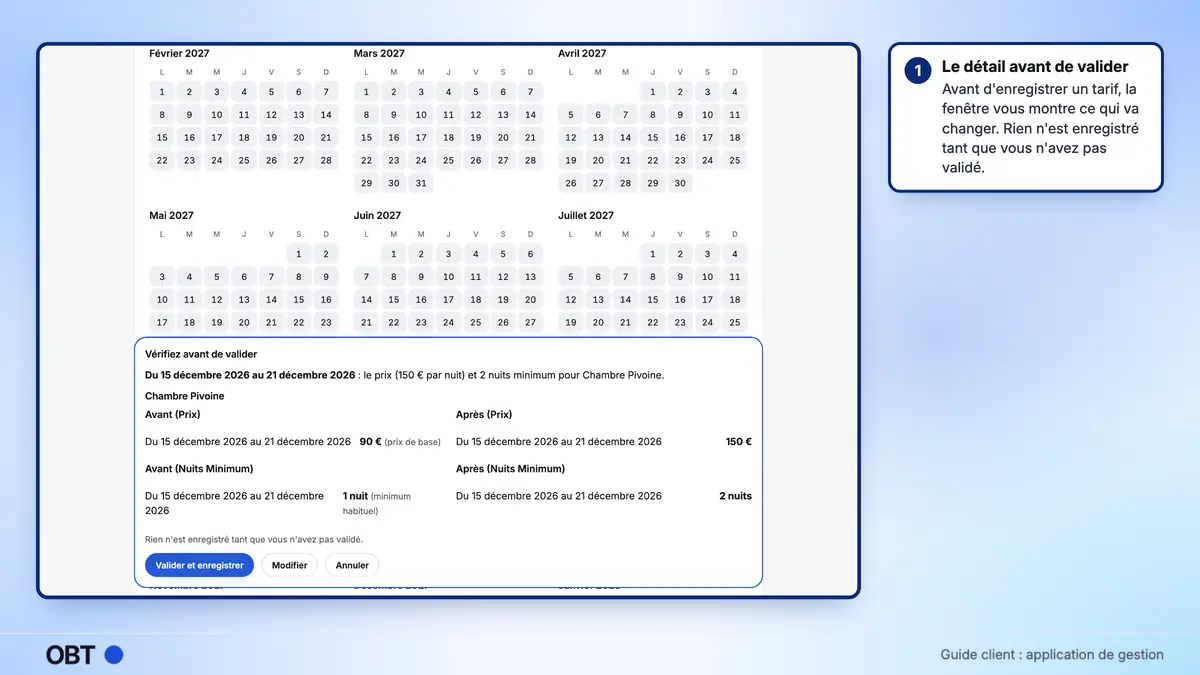 Février 2027
L M M J V S D
1 2 3 4 5 6 7
8 9 10 11 12 13 14
15 16 17 18 19 20 21
22 23 24 25 26 27 28
Mars 2027
L M M J V S D
1 2 3 4 5 6 7
8 9 10 11 12 13 14
15 16 17 18 19 20 21
22 23 24 25 26 27 28
29 30 31
Avril 2027
L M M J V S D
1 2 3 4
5 6 7 8 9 10 11
12 13 14 15 16 17 18
19 20 21 22 23 24 25
26 27 28 29 30
Mai 2027
L M M J V S D
1 2
3 4 5 6 7 8 9
10 11 12 13 14 15 16
17 18 19 20 21 22 23
Juin 2027
L M M J V S D
1 2 3 4 5 6
7 8 9 10 11 12 13
14 15 16 17 18 19 20
21 22 23 24 25 26 27
Juillet 2027
L M M J V S D
1 2 3 4
5 6 7 8 9 10 11
12 13 14 15 16 17 18
19 20 21 22 23 24 25
Vérifiez avant de valider
Du 15 décembre 2026 au 21 décembre 2026 : le prix (150 € par nuit) et 2 nuits minimum pour Chambre Pivoine.
Chambre Pivoine
Avant (Prix)
Du 15 décembre 2026 au 21 décembre 2026 90 € (prix de base)
Après (Prix)
Du 15 décembre 2026 au 21 décembre 2026 150 €
Avant (Nuits Minimum)
Du 15 décembre 2026 au 21 décembre
2026
1 nuit (minimum
habituel)
Après (Nuits Minimum)
Du 15 décembre 2026 au 21 décembre 2026 2 nuits
Rien n'est enregistré tant que vous n'avez pas validé.
Valider et enregistrer Modifier Annuler
1
Le détail avant de valider
Avant d'enregistrer un tarif, la
fenêtre vous montre ce qui va
changer. Rien n'est enregistré
tant que vous n'avez pas
validé.
OBT
Guide client : application de gestion